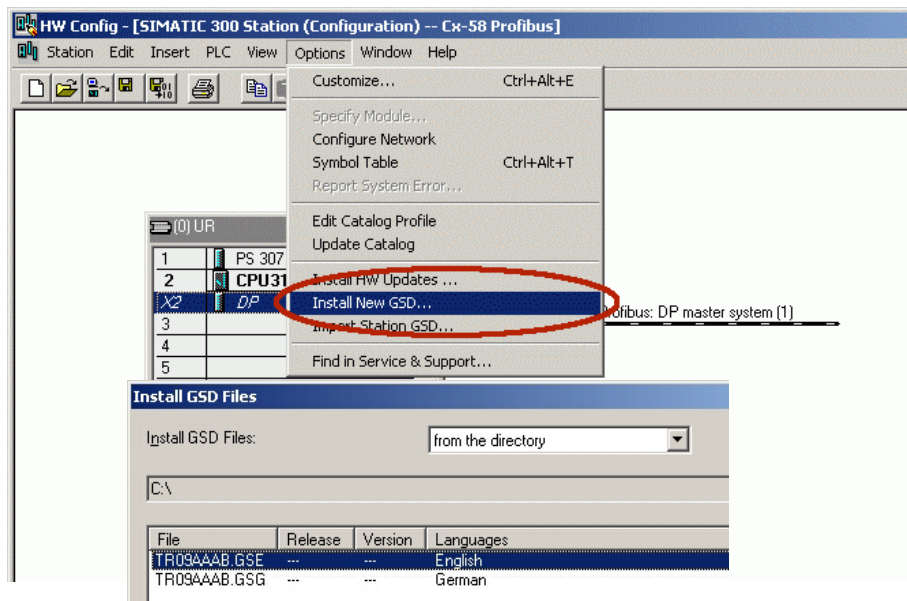 HW Config - [SIMATIC 300 Station (Configuration) -- Cx-58 Profibus]
Station Edit Insert PLC View Options Window Help
Customize... Ctrl+Alt+E
Specify Module...
Configure Network
Symbol Table Ctrl+Alt+T
Report System Error...
Edit Catalog Profile
Update Catalog
Install HW Updates ...
Install New GSD...
Import Station GSD...
Find in Service & Support...
(0) UR
1 PS 307
2 CPU31
X2 DP
3
4
5
rofibus: DP master system (1)
Install GSD Files
Install GSD Files: from the directory
C:\
File Release Version Languages
TR09AAAB.GSE --- --- English
TR09AAAB.GSG --- --- German